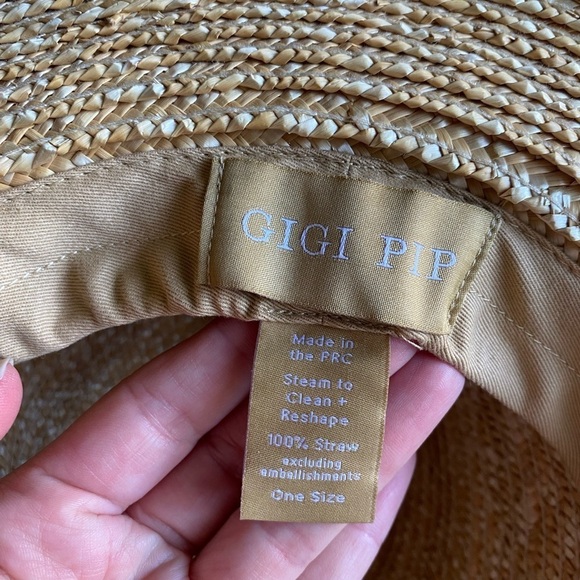 GIGI PIP
Made in
the PRC
Steam to
Clean +
Reshape
100% Straw
excluding
embellishments
One Size